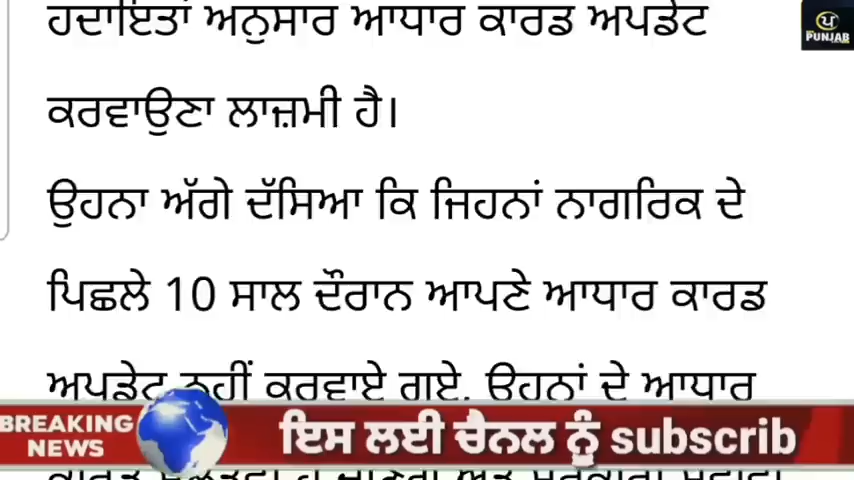 ਹਦਾਇਤਾਂ ਅਨੁਸਾਰ ਆਧਾਰ ਕਾਰਡ ਅਪਡੇਟ
ਕਰਵਾਉਣਾ ਲਾਜ਼ਮੀ ਹੈ।
ਉਹਨਾ ਅੱਗੇ ਦੱਸਿਆ ਕਿ ਜਿਹਨਾਂ ਨਾਗਰਿਕ ਦੇ
ਪਿਛਲੇ 10 ਸਾਲ ਦੌਰਾਨ ਆਪਣੇ ਆਧਾਰ ਕਾਰਡ
ਅਪਡੇਟ ਨਹੀਂ ਕਰਵਾਏ ਗਏ, ਉਹਨਾਂ ਦੇ ਆਧਾਰ
BREAKING
NEWS
ਇਸ ਲਈ ਚੈਨਲ ਨੂੰ subscrib
ਪ
PUNJAB